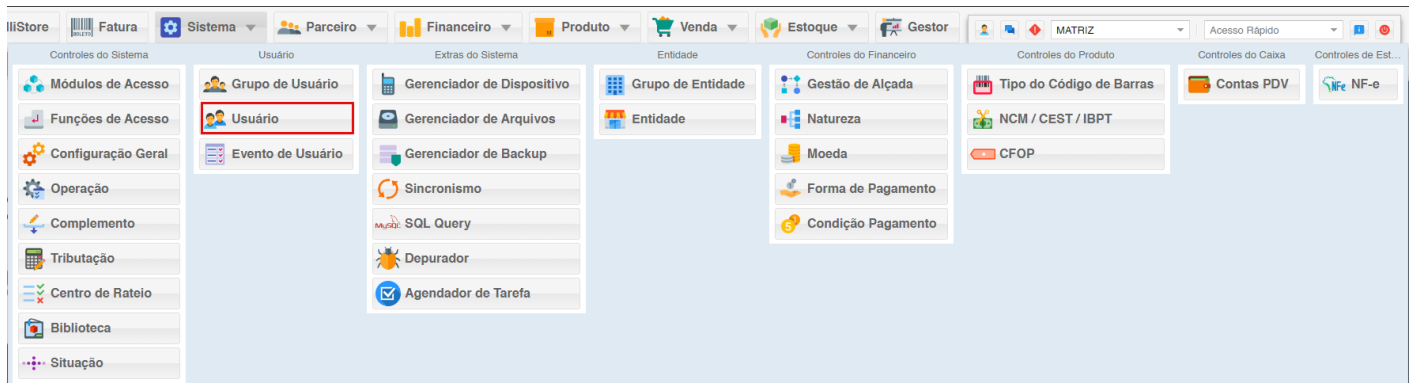 lliStore Fatura Sistema Parceiro Financeiro Produto Venda Estoque Gestor MATRIZ Acesso Rápido
Controles do Sistema Usuário Extras do Sistema Entidade Controles do Financeiro Controles do Produto Controles do Caixa Controles de Est...
Módulos de Acesso Grupo de Usuário Gerenciador de Dispositivo Grupo de Entidade Gestão de Alçada Tipo do Código de Barras Contas PDV NFe NF-e
Funções de Acesso Usuário Gerenciador de Arquivos Entidade Natureza NCM / CEST / IBPT
Configuração Geral Evento de Usuário Gerenciador de Backup Moeda CFOP
Operação Sincronismo Forma de Pagamento
Complemento MySQL SQL Query 5 Condição Pagamento
Tributação Depurador
Centro de Rateio Agendador de Tarefa
Biblioteca
Situação